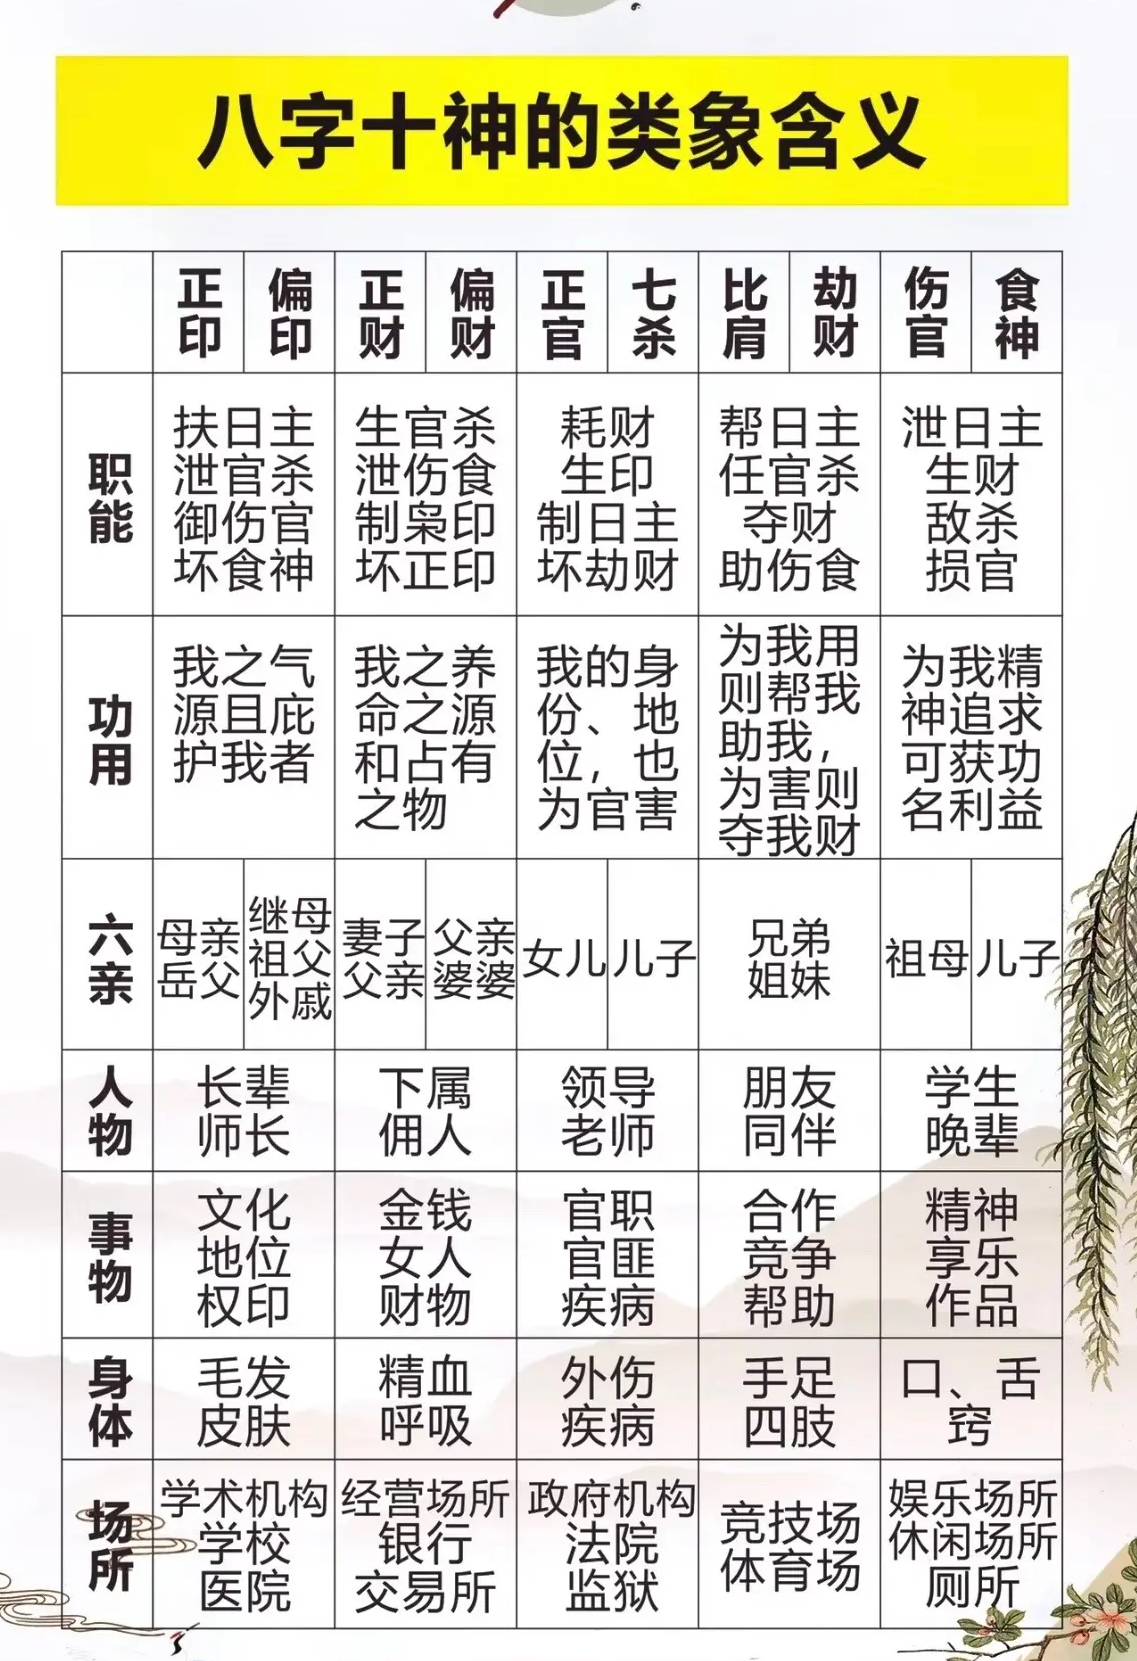 八字十神的类象含义
正印 偏印 正财 偏财 正官 七杀 比肩 劫财 伤官 食神
职能
扶日主
泄官杀
御伤官
坏食神
生官杀
泄伤食
制枭印
坏正印
耗财
生印
制日主
坏劫财
帮日主
任官杀
夺财
助伤食
泄日主
生财
敌杀
损官
功用
我之气
源且庇
护我者
我之养
命之源
和占有
之物
我的身
份、地
位，也
为官害
为我用
则帮我
助我，
为害则
夺我财
为我精
神追求
可获功
名利益
六亲
母亲
岳父
继母
祖父
外戚
妻子
父亲
父亲
婆婆
女儿
儿子
兄弟
姐妹
祖母
儿子
人物
长辈
师长
下属
佣人
领导
老师
朋友
同伴
学生
晚辈
事物
文化
地位
权印
金钱
女人
财物
官职
官匪
疾病
合作
竞争
帮助
精神
享乐
作品
身体
毛发
皮肤
精血
呼吸
外伤
疾病
手足
四肢
口、舌
窍
场所
学术机构
学校
医院
经营场所
银行
交易所
政府机构
法院
监狱
竞技场
体育场
娱乐场所
休闲场所
厕所